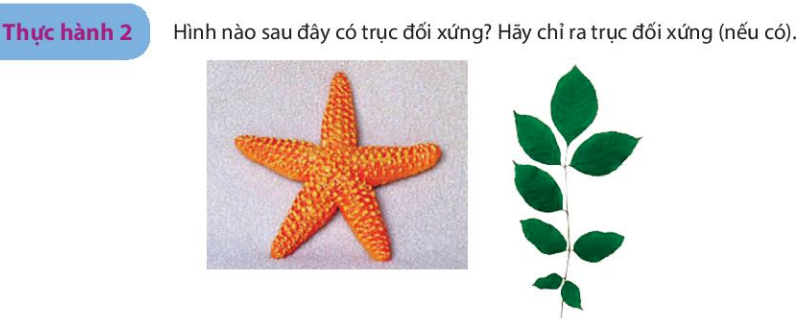 Thực hành 2
Hình nào sau đây có trục đối xứng? Hãy chỉ ra trục đối xứng (nếu có).